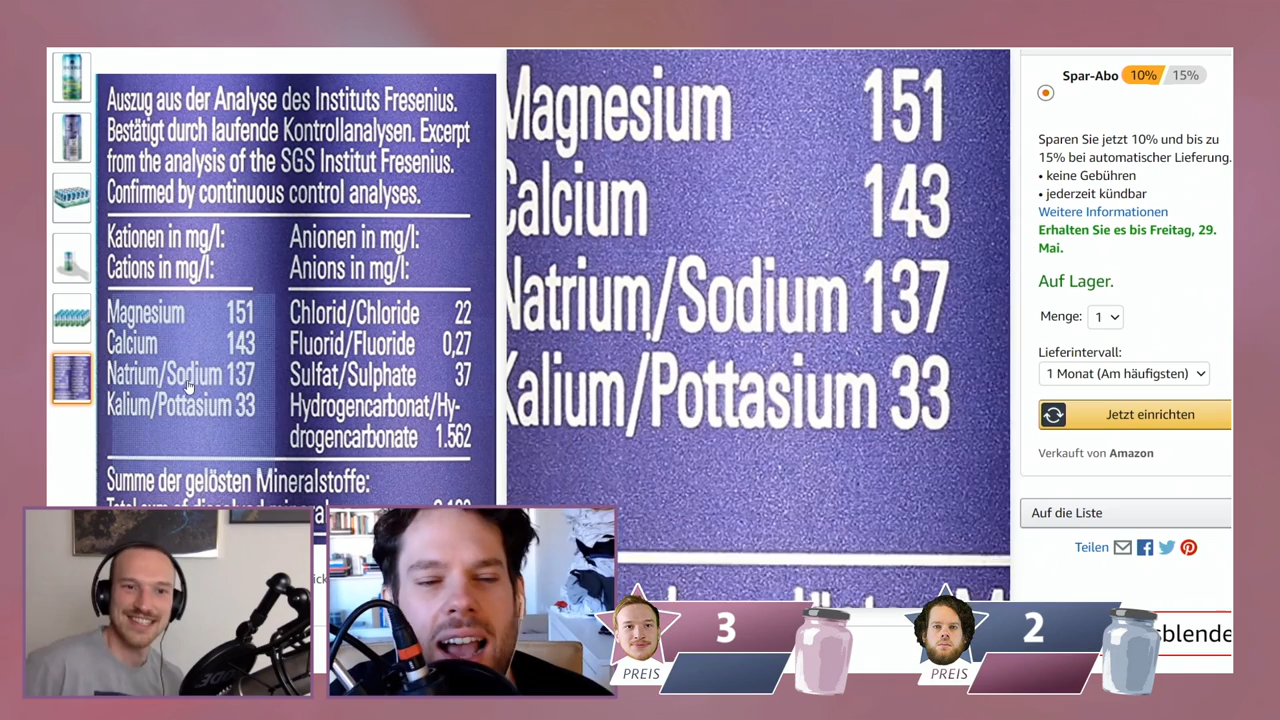 Auszug aus der Analyse des Instituts Fresenius.
Bestätigt durch laufende Kontrollanalysen. Excerpt
from the analysis of the SGS Institut Fresenius.
Confirmed by continuous control analyses.
Kationen in mg/l:
Cations in mg/l:
Anionen in mg/l:
Anions in mg/l:
Magnesium 151
Calcium 143
Natrium/Sodium 137
Kalium/Pottasium 33
Chlorid/Chloride 22
Fluorid/Fluoride 0,27
Sulfat/Sulphate 37
Hydrogencarbonat/Hy-
drogencarbonate 1.562
Summe der gelösten Mineralstoffe:
Magnesium 151
Calcium 143
Natrium/Sodium 137
Kalium/Pottasium 33
Spar-Abo 10% 15%
Sparen Sie jetzt 10% und bis zu
15% bei automatischer Lieferung.
• keine Gebühren
• jederzeit kündbar
Weitere Informationen
Erhalten Sie es bis Freitag, 29.
Mai.
Auf Lager.
Menge: 1
Lieferintervall:
1 Monat (Am häufigsten)
Jetzt einrichten
Verkauft von Amazon
Auf die Liste
Teilen
sblende
3
PREIS
2
PREIS